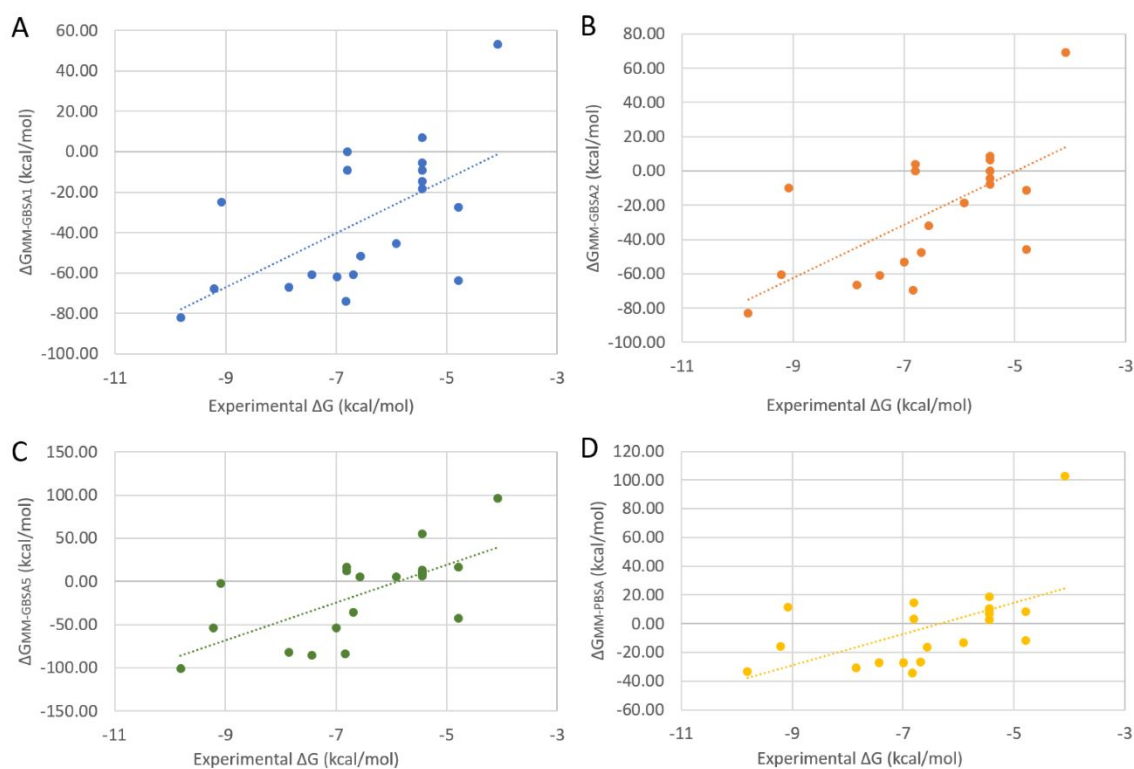 A
ΔG_MM-GBSA1 (kcal/mol)
60.00
40.00
20.00
0.00
-20.00
-40.00
-60.00
-80.00
-100.00
-11 -9 -7 -5 -3
Experimental ΔG (kcal/mol)
B
ΔG_MM-GBSA2 (kcal/mol)
80.00
60.00
40.00
20.00
0.00
-20.00
-40.00
-60.00
-80.00
-100.00
-11 -9 -7 -5 -3
Experimental ΔG (kcal/mol)
C
ΔG_MM-GBSA5 (kcal/mol)
150.00
100.00
50.00
0.00
-50.00
-100.00
-150.00
-11 -9 -7 -5 -3
Experimental ΔG (kcal/mol)
D
ΔG_MM-PBSA (kcal/mol)
120.00
100.00
80.00
60.00
40.00
20.00
0.00
-20.00
-40.00
-60.00
-11 -9 -7 -5 -3
Experimental ΔG (kcal/mol)